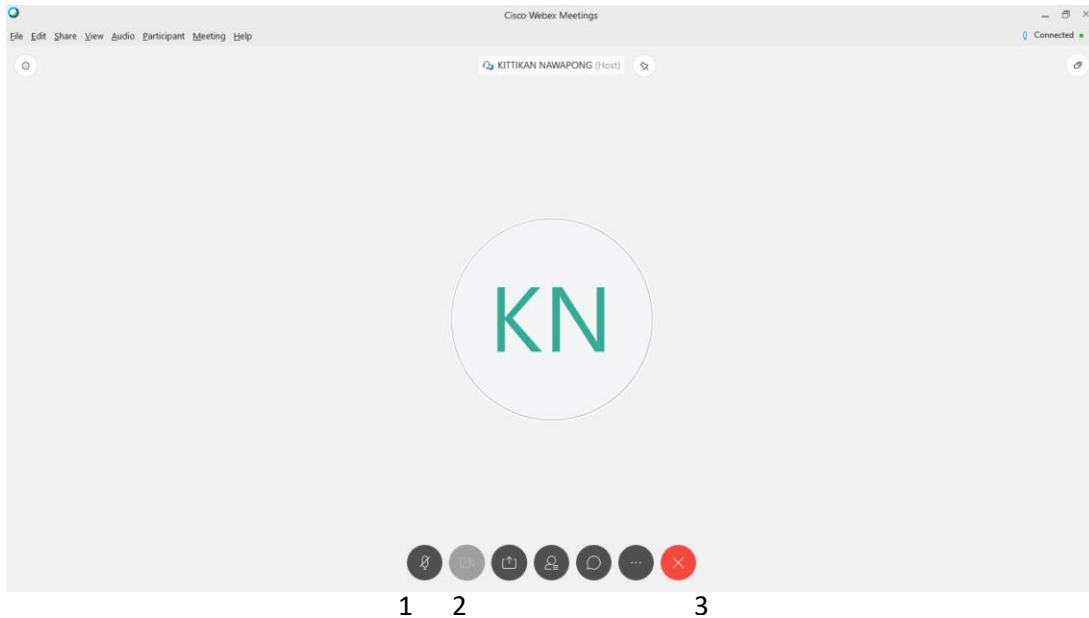 Cisco Webex Meetings
File Edit Share View Audio Participant Meeting Help
Connected
KITTIKAN NAWAPONG (Host)
KN
1 2 3